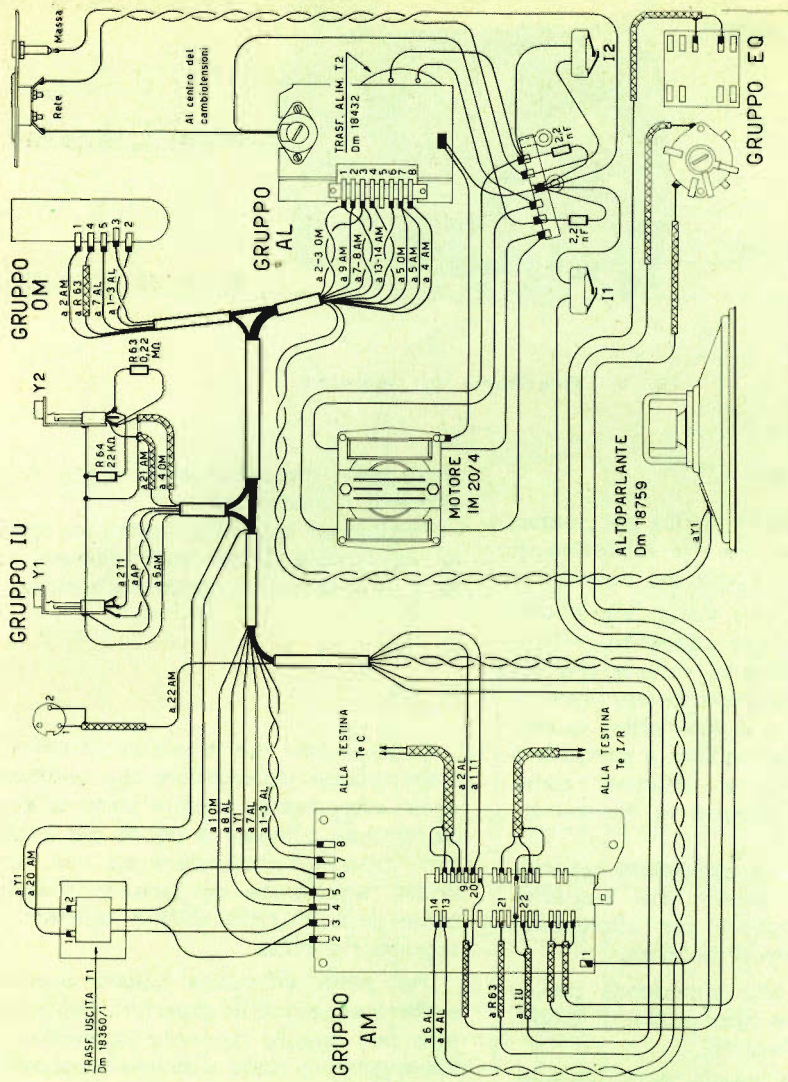 Massa
Rete
Al centro del
cambiotensioni
TRASF. ALIM. T2
Dm 18432
GRUPPO
AL
1
2
3
4
5
6
7
8
a 2-3 OM
a 9 AM
a 7-8 AM
a 13-14 AM
a 5 OM
a 5 AM
a 4 AM
2,2
nF
2,2
nF
I2
I1
GRUPPO EQ
GRUPPO
OM
1
4
5
3
2
a 2 AM
a R 63
a 7 AL
a 1-3 AL
GRUPPO IU
Y2
Y1
R63
0,22
MΩ
R64
22KΩ
a 21 AM
a 4 OM
a 2 T1
a AP
a 6 AM
MOTORE
IM 20/4
ALTOPARLANTE
Dm 18759
a Y1
1
2
a 22 AM
a Y1
a 20 AM
1
2
TRASF. USCITA T1
Dm 18360/1
a 1 OM
a 8 AL
a Y1
a 7 AL
a 1-3 AL
8
7
6
5
4
3
2
GRUPPO
AM
ALLA TESTINA
Te C
a 2 AL
a 1 T1
ALLA TESTINA
Te I/R
14
13
9
20
21
22
1
a 6 AL
a 4 AL
a R63
a 1 IU